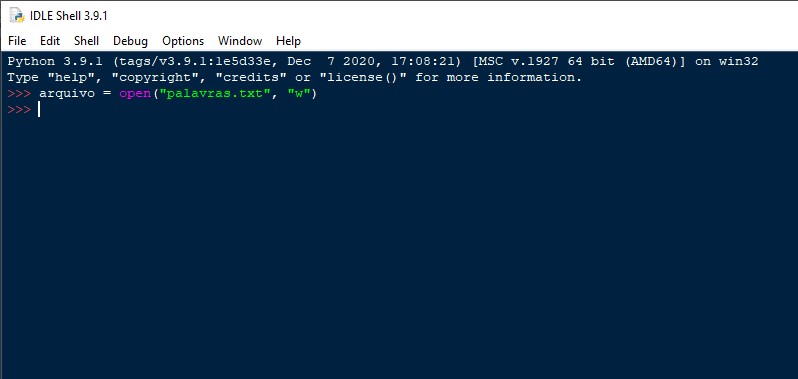 IDLE Shell 3.9.1
File Edit Shell Debug Options Window Help
Python 3.9.1 (tags/v3.9.1:1e5d33e, Dec  7 2020, 17:08:21) [MSC v.1927 64 bit (AMD64)] on win32
Type "help", "copyright", "credits" or "license()" for more information.
>>> arquivo = open("palavras.txt", "w")
>>>